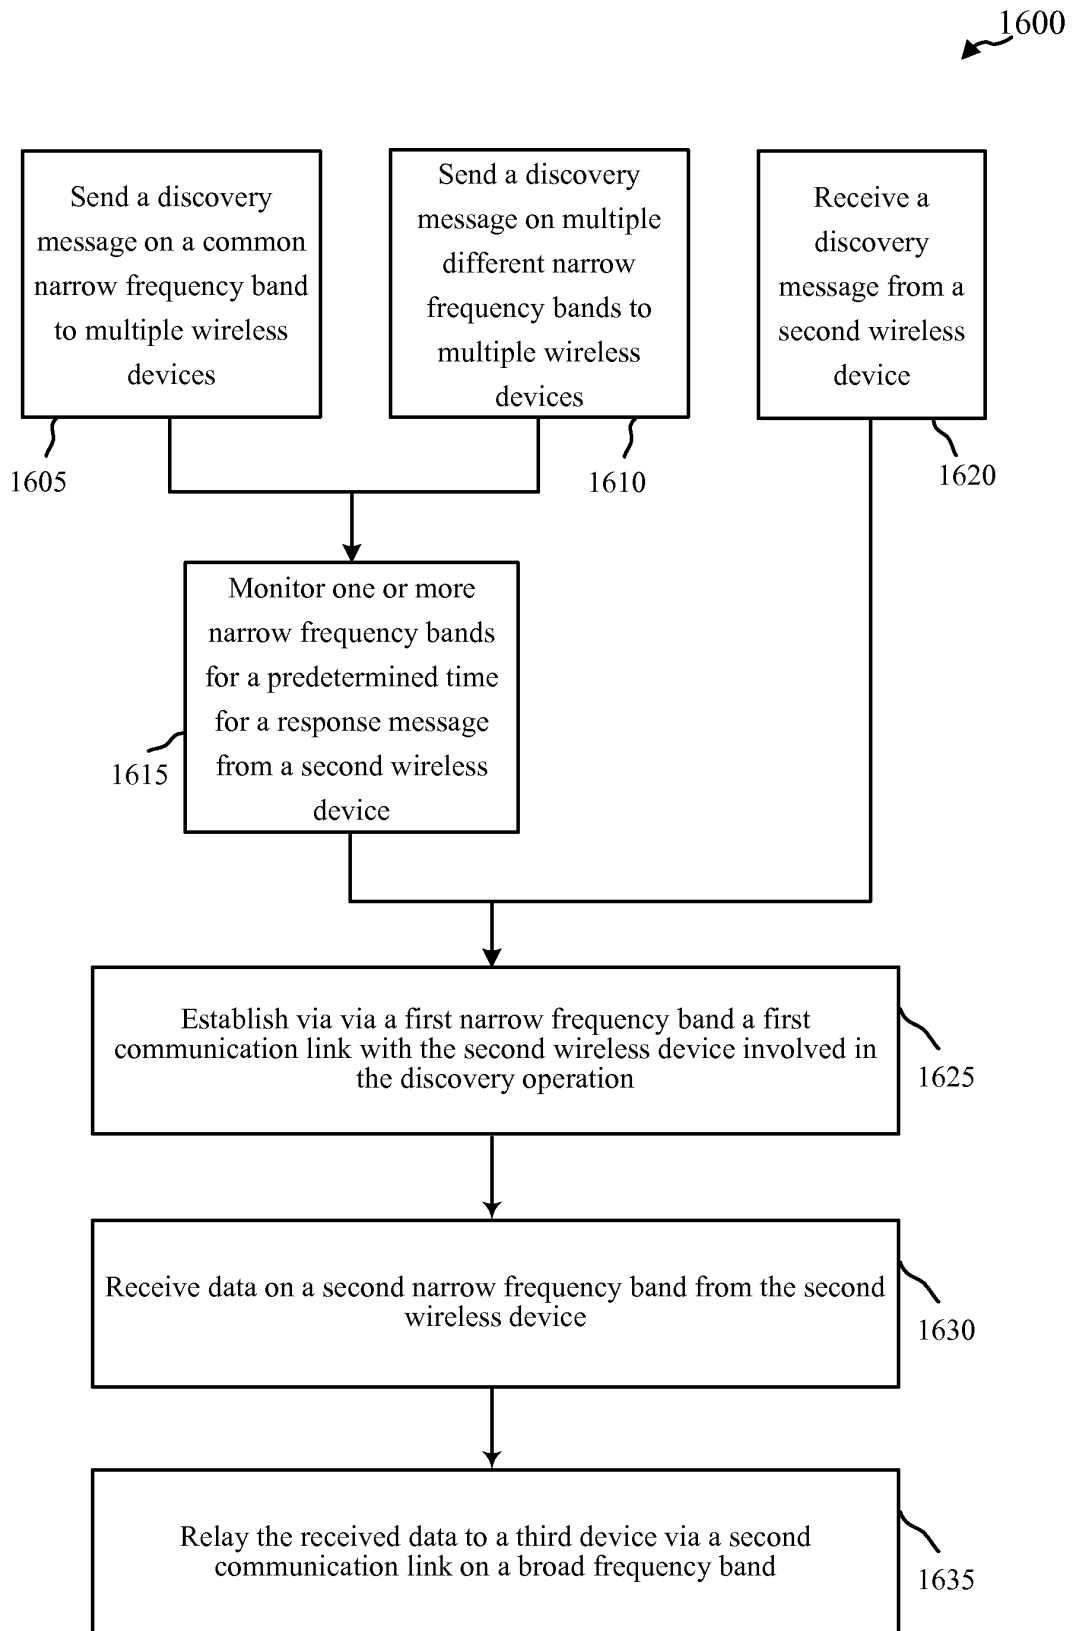 1600
Send a discovery
message on a common
narrow frequency band
to multiple wireless
devices
1605
Send a discovery
message on multiple
different narrow
frequency bands to
multiple wireless
devices
1610
Receive a
discovery
message from a
second wireless
device
1620
Monitor one or more
narrow frequency bands
for a predetermined time
for a response message
from a second wireless
device
1615
Establish via via a first narrow frequency band a first
communication link with the second wireless device involved in
the discovery operation
1625
Receive data on a second narrow frequency band from the second
wireless device
1630
Relay the received data to a third device via a second
communication link on a broad frequency band
1635